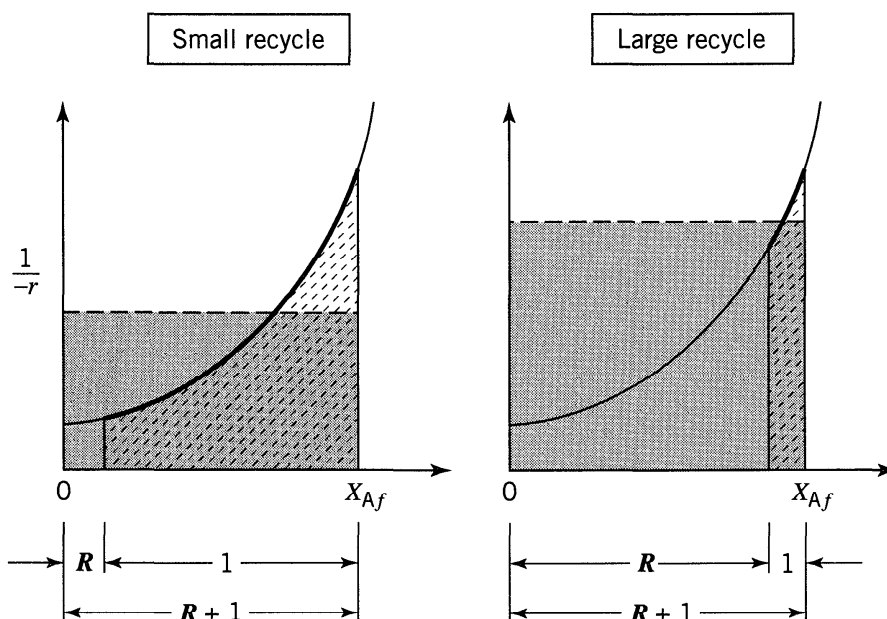 Small recycle
Large recycle
1
-r
0
X_Af
0
X_Af
R
1
R
1
R + 1
R + 1